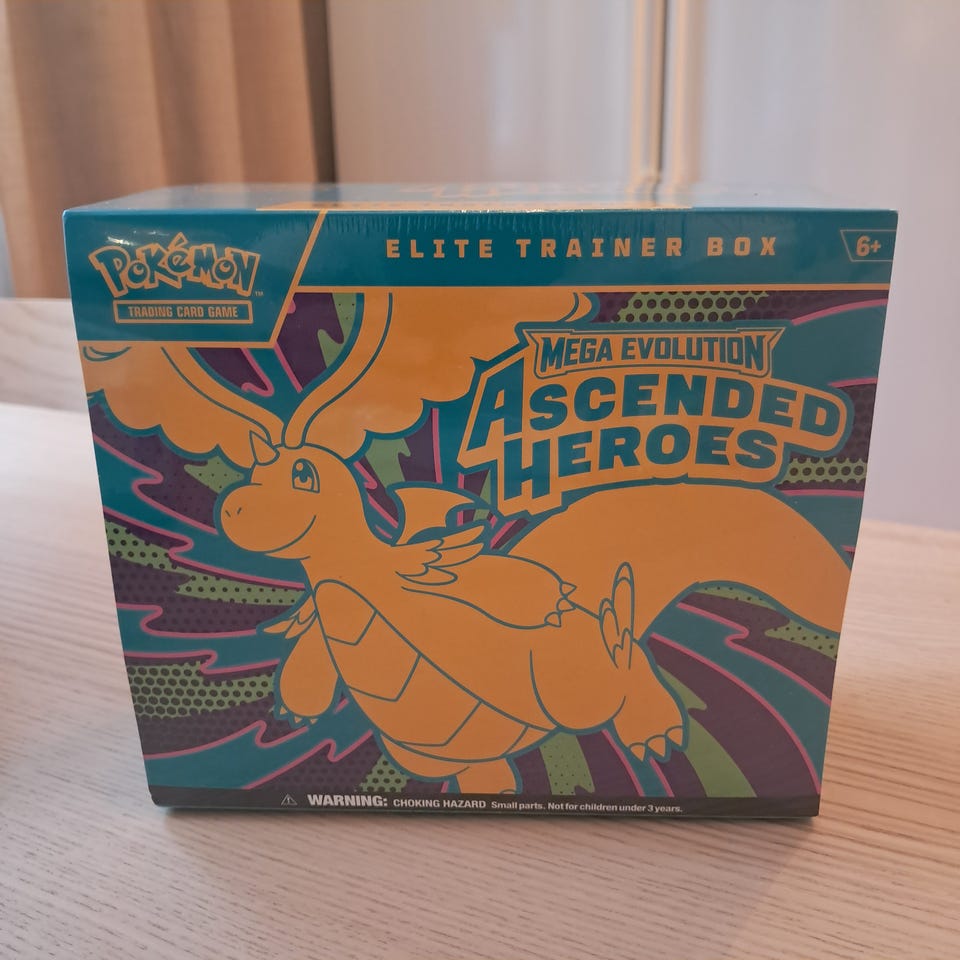 ELITE TRAINER BOX
6+
POKéMON
TM
TRADING CARD GAME
MEGA EVOLUTION
ASCENDED
HEROES
WARNING: CHOKING HAZARD Small parts. Not for children under 3 years.